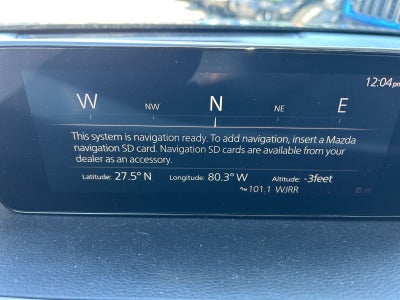 12:04pm
W NW N NE E
This system is navigation ready. To add navigation, insert a Mazda
navigation SD card. Navigation SD cards are available from your
dealer as an accessory.
Latitude: 27.5° N Longitude: 80.3° W Altitude: -3feet
FM 101.1 WJRR